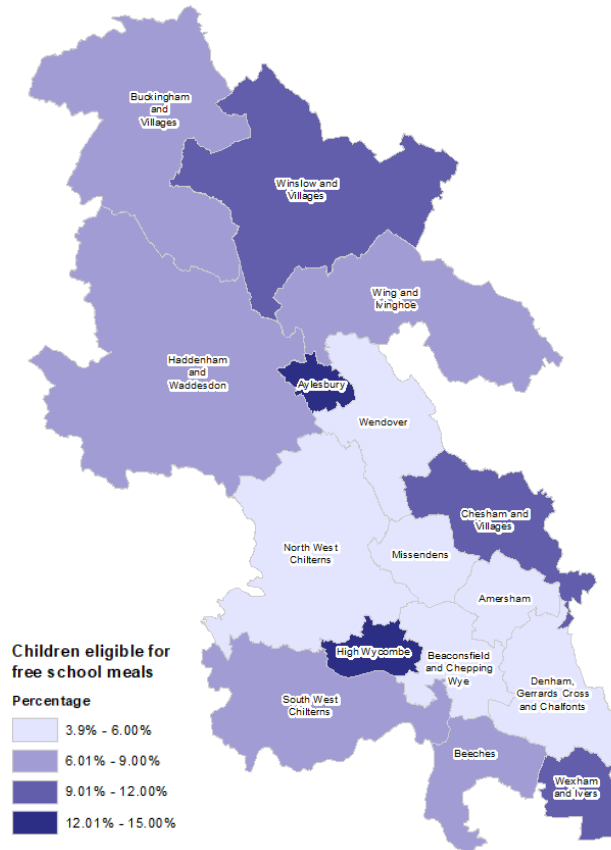 Buckingham
and
Villages
Winslow and
Villages
Wing and
Ivinghoe
Haddenham
and
Waddesdon
Aylesbury
Wendover
Chesham and
Villages
North West
Chilterns
Missendens
Amersham
High Wycombe
Beaconsfield
and Chepping
Wye
Denham,
Gerrards Cross
and Chalfonts
South West
Chilterns
Beeches
Wexham
and Ivers
Children eligible for
free school meals
Percentage
3.9% - 6.00%
6.01% - 9.00%
9.01% - 12.00%
12.01% - 15.00%